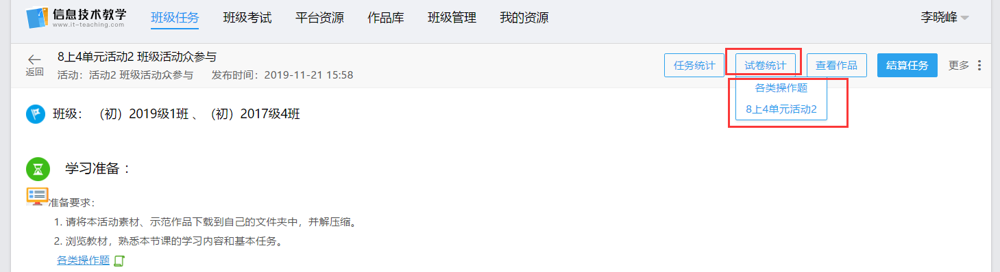 信息技术教学
www.it-teaching.com
班级任务 班级考试 平台资源 作品库 班级管理 我的资源 李晓峰
返回
8上4单元活动2 班级活动众参与
活动：活动2 班级活动众参与 发布时间：2019-11-21 15:58
任务统计 试卷统计 查看作品 结算任务 更多
各类操作题
8上4单元活动2
班级： （初）2019级1班 、（初）2017级4班
学习准备：
准备要求：
1. 请将本活动素材、示范作品下载到自己的文件夹中，并解压缩。
2. 浏览教材，熟悉本节课的学习内容和基本任务。
各类操作题